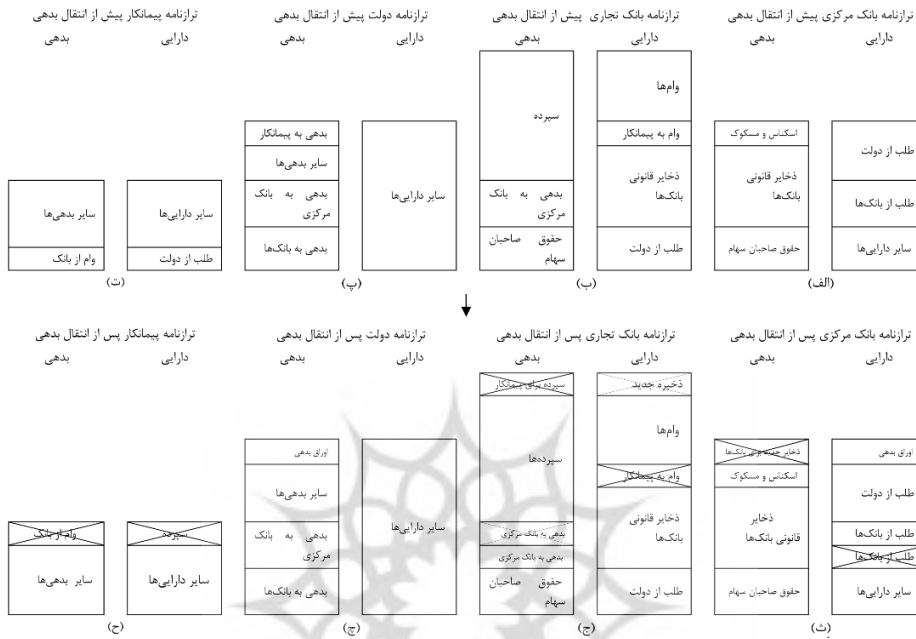 ترازنامه بانک مرکزی پیش از انتقال بدهی
دارایی
بدهی
طلب از دولت
طلب از بانک‌ها
سایر دارایی‌ها
اسکناس و مسکوک
ذخایر قانونی
بانک‌ها
حقوق صاحبان سهام
(الف)
ترازنامه بانک تجاری پیش از انتقال بدهی
دارایی
بدهی
وام‌ها
وام به پیمانکار
ذخایر قانونی
بانک‌ها
طلب از دولت
سپرده
بدهی به بانک
مرکزی
حقوق صاحبان
سهام
(ب)
ترازنامه دولت پیش از انتقال بدهی
دارایی
بدهی
سایر دارایی‌ها
بدهی به پیمانکار
سایر بدهی‌ها
بدهی به بانک
مرکزی
بدهی به بانک‌ها
(پ)
ترازنامه پیمانکار پیش از انتقال بدهی
دارایی
بدهی
سایر دارایی‌ها
طلب از دولت
سایر بدهی‌ها
وام از بانک
(ت)
ترازنامه بانک مرکزی پس از انتقال بدهی
دارایی
بدهی
اوراق بدهی
طلب از دولت
طلب از بانک‌ها
طلب از بانک‌ها
سایر دارایی‌ها
ذخایر جدید برای بانک‌ها
اسکناس و مسکوک
ذخایر
قانونی بانک‌ها
حقوق صاحبان سهام
(ث)
ترازنامه بانک تجاری پس از انتقال بدهی
دارایی
بدهی
ذخیره جدید
وام‌ها
وام به پیمانکار
ذخایر قانونی
بانک‌ها
طلب از دولت
سپرده برای پیمانکار
سپرده‌ها
بدهی به بانک مرکزی
بدهی به بانک مرکزی
حقوق صاحبان
سهام
(ج)
ترازنامه دولت پس از انتقال بدهی
دارایی
بدهی
سایر دارایی‌ها
اوراق بدهی
سایر بدهی‌ها
بدهی به بانک
مرکزی
بدهی به بانک‌ها
(چ)
ترازنامه پیمانکار پس از انتقال بدهی
دارایی
بدهی
سپرده
سایر دارایی‌ها
وام از بانک
سایر بدهی‌ها
(ح)